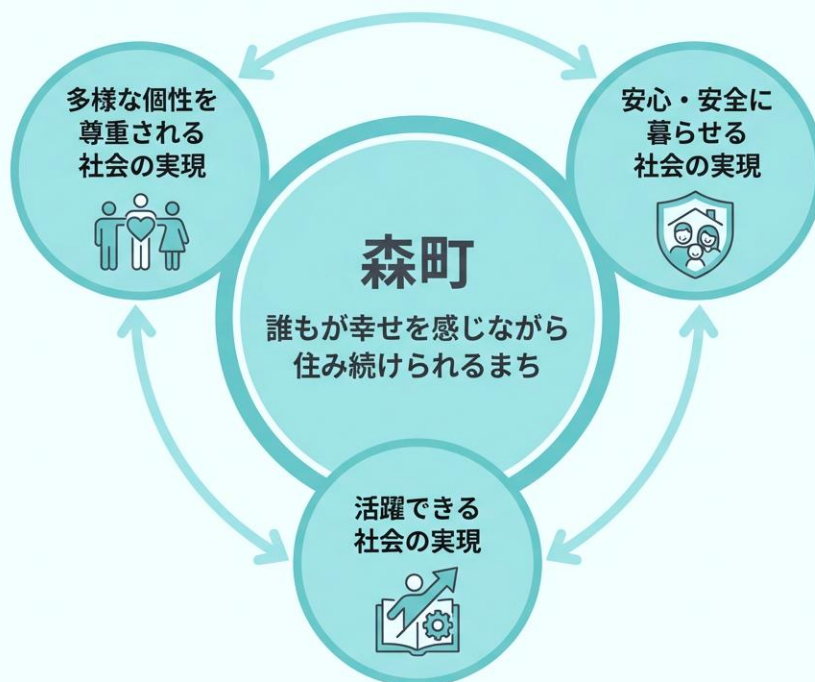 多様な個性を
尊重される
社会の実現
安心・安全に
暮らせる
社会の実現
森町
誰もが幸せを感じながら
住み続けられるまち
活躍できる
社会の実現